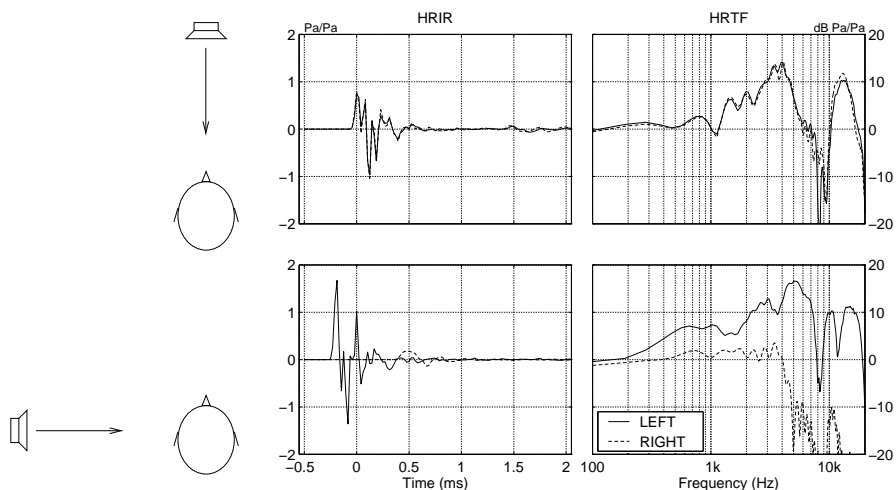 HRIR HRTF
Pa/Pa dB Pa/Pa
2 20
1 10
0 0
−1 −10
−2 −20
2 20
1 10
0 0
−1 −10
−2 −20
LEFT
RIGHT
−0.5 0 0.5 1 1.5 2 100 1k 10k
Time (ms) Frequency (Hz)